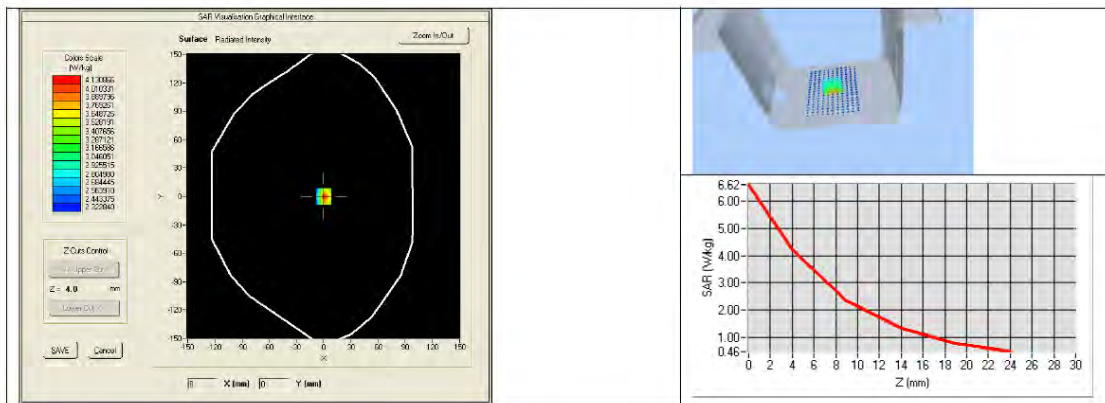 SAR Visualisation Graphical Interface
Surface Radiated Intensity
Zoom In/Out
Colors Scale
(W/kg)
4.130866
4.010331
3.889796
3.769261
3.648726
3.528191
3.407656
3.287121
3.166586
3.046051
2.925515
2.804980
2.684445
2.563910
2.443375
2.322840
150
120
90
60
30
0
-30
-60
-90
-120
-150
Y
-150 -120 -90 -60 -30 0 30 60 90 120 150
X
Z Cuts Control
Z = 4.0 mm
SAVE Cancel
0 X (mm) 0 Y (mm)
6.62
5.00
4.00
3.00
2.00
1.00
0.46
SAR (W/kg)
0 2 4 6 8 10 12 14 16 18 20 22 24 26 28 30
Z (mm)